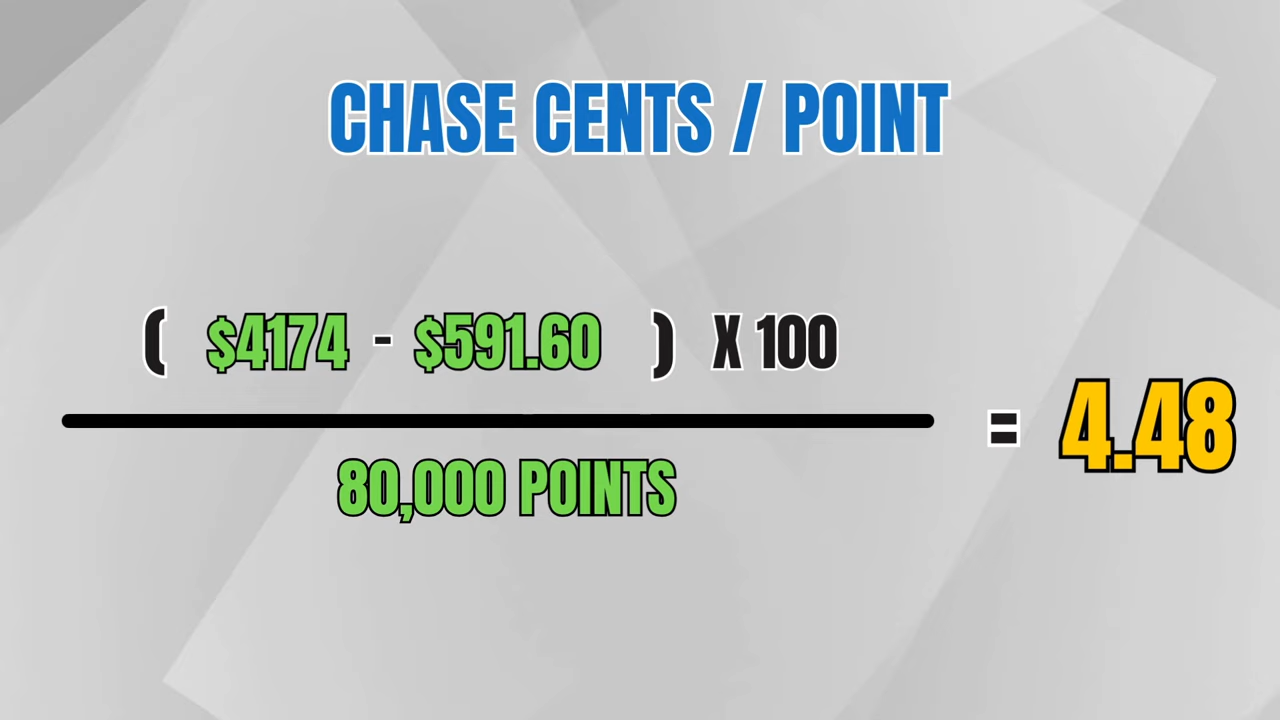 CHASE CENTS / POINT
( $4174 - $591.60 ) X 100
= 4.48
80,000 POINTS